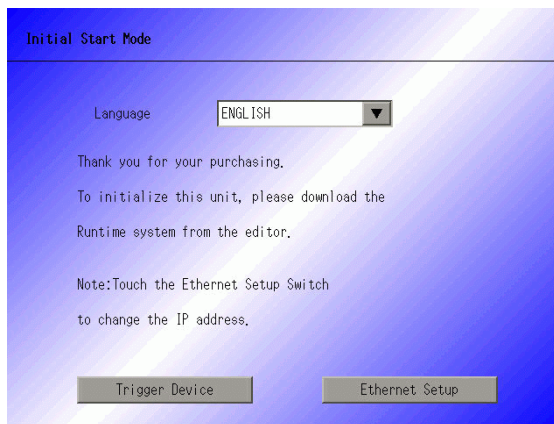 Initial Start Mode
Language ENGLISH
Thank you for your purchasing.
To initialize this unit, please download the
Runtime system from the editor.
Note:Touch the Ethernet Setup Switch
to change the IP address.
Trigger Device Ethernet Setup